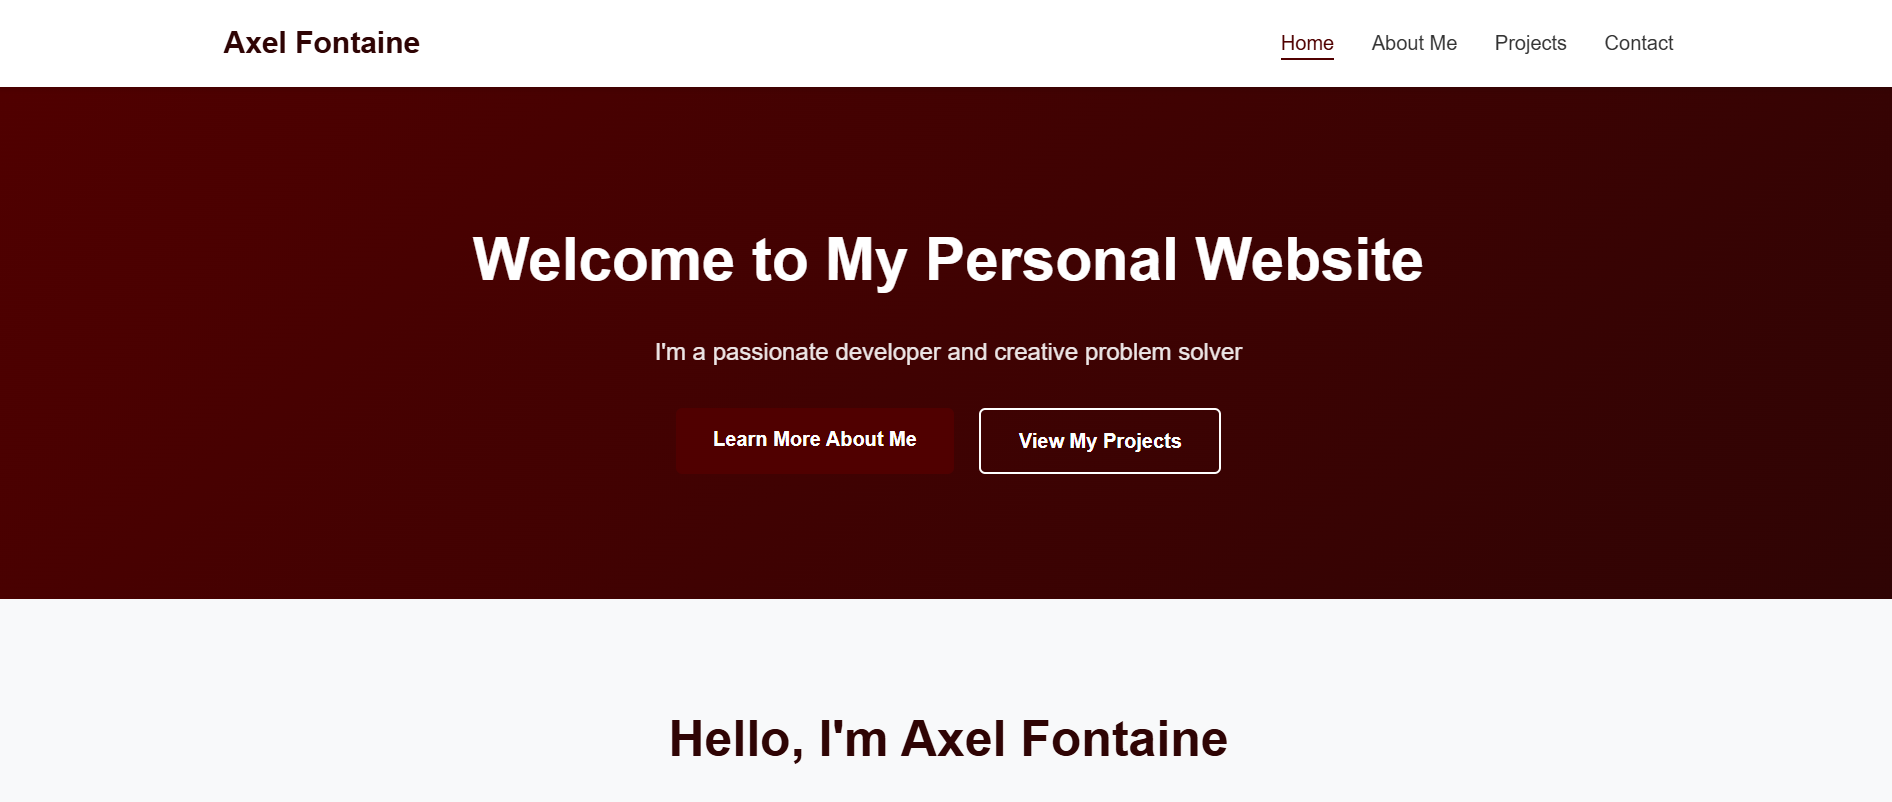 Axel Fontaine
Home About Me Projects Contact
Welcome to My Personal Website
I'm a passionate developer and creative problem solver
Learn More About Me
View My Projects
Hello, I'm Axel Fontaine